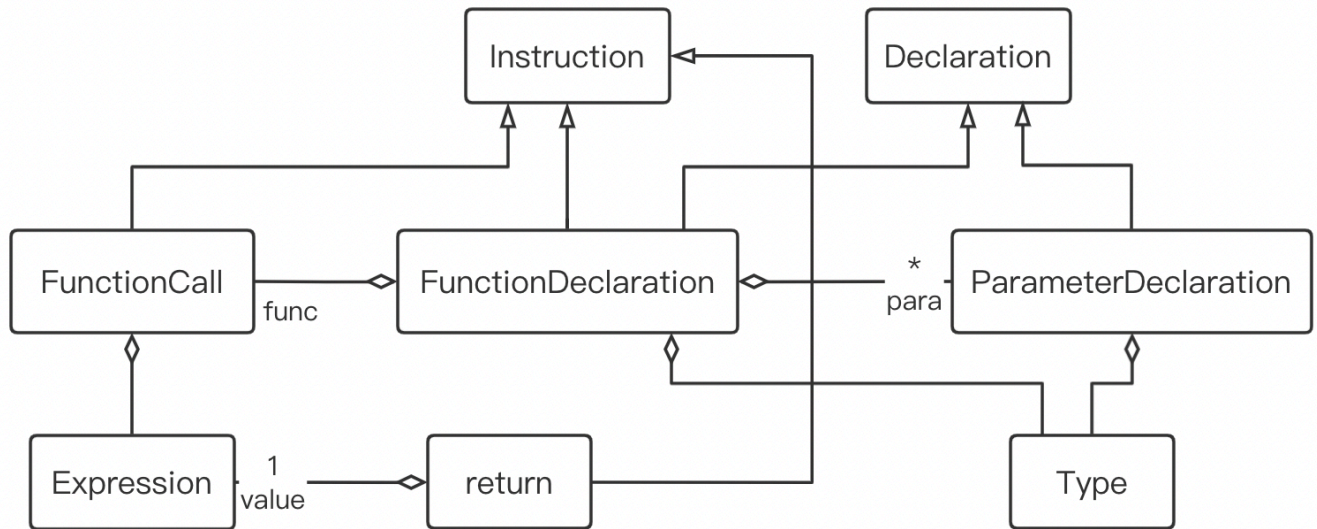 Instruction
Declaration
FunctionCall
func
FunctionDeclaration
*
para
ParameterDeclaration
Expression
1
value
return
Type